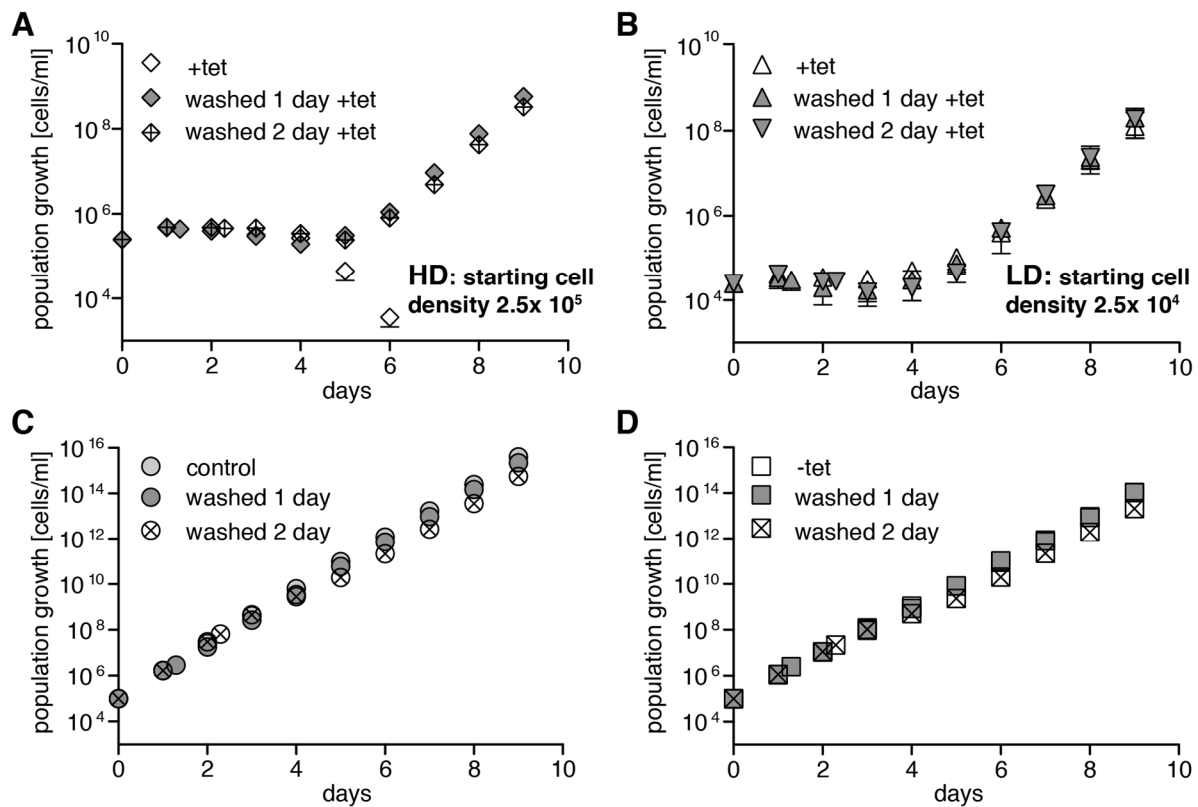 A
population growth [cells/ml]
10^10
10^8
10^6
10^4
+tet
washed 1 day +tet
washed 2 day +tet
HD: starting cell
density 2.5x 10^5
0 2 4 6 8 10
days
B
population growth [cells/ml]
10^10
10^8
10^6
10^4
+tet
washed 1 day +tet
washed 2 day +tet
LD: starting cell
density 2.5x 10^4
0 2 4 6 8 10
days
C
population growth [cells/ml]
10^16
10^14
10^12
10^10
10^8
10^6
10^4
control
washed 1 day
washed 2 day
0 2 4 6 8 10
days
D
population growth [cells/ml]
10^16
10^14
10^12
10^10
10^8
10^6
10^4
-tet
washed 1 day
washed 2 day
0 2 4 6 8 10
days